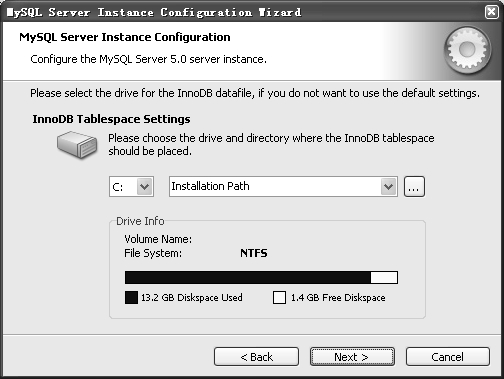 MySQL Server Instance Configuration Wizard
MySQL Server Instance Configuration
Configure the MySQL Server 5.0 server instance.
Please select the drive for the InnoDB datafile, if you do not want to use the default settings.
InnoDB Tablespace Settings
Please choose the drive and directory where the InnoDB tablespace
should be placed.
C: Installation Path ...
Drive Info
Volume Name:
File System: NTFS
13.2 GB Diskspace Used 1.4 GB Free Diskspace
< Back Next > Cancel